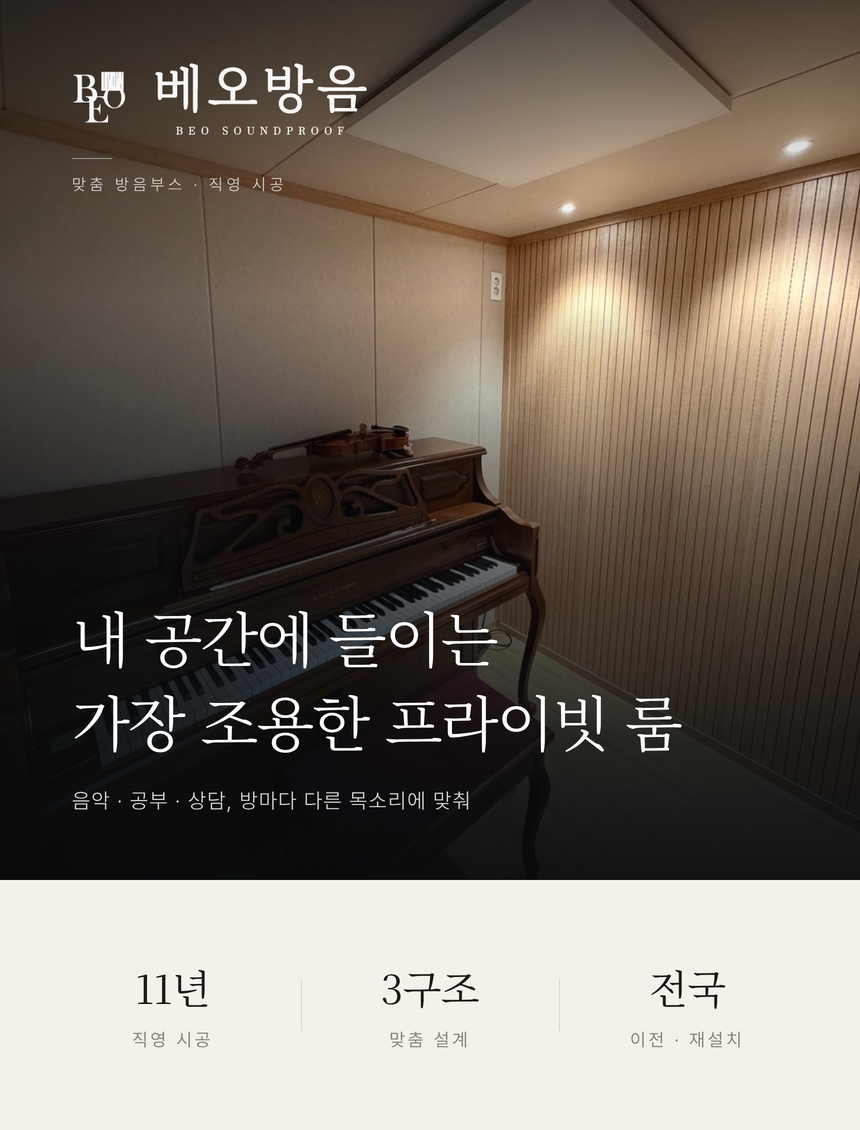 BEO 베오방음
BEO SOUNDPROOF
맞춤 방음부스 · 직영 시공
내 공간에 들이는
가장 조용한 프라이빗 룸
음악 · 공부 · 상담, 방마다 다른 목소리에 맞춰
11년
직영 시공
3구조
맞춤 설계
전국
이전 · 재설치